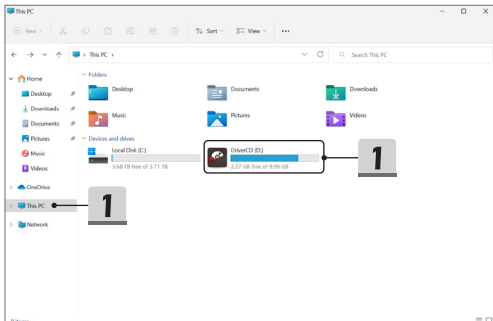 This PC
New
Sort
View
This PC
Search This PC
Home
Desktop
Downloads
Documents
Pictures
Music
Videos
OneDrive
This PC
Network
Folders
Desktop
Documents
Downloads
Music
Pictures
Videos
Devices and drives
Local Disk (C:)
3.68 TB free of 3.71 TB
DriverCD (D:)
2.27 GB free of 9.99 GB
1
1